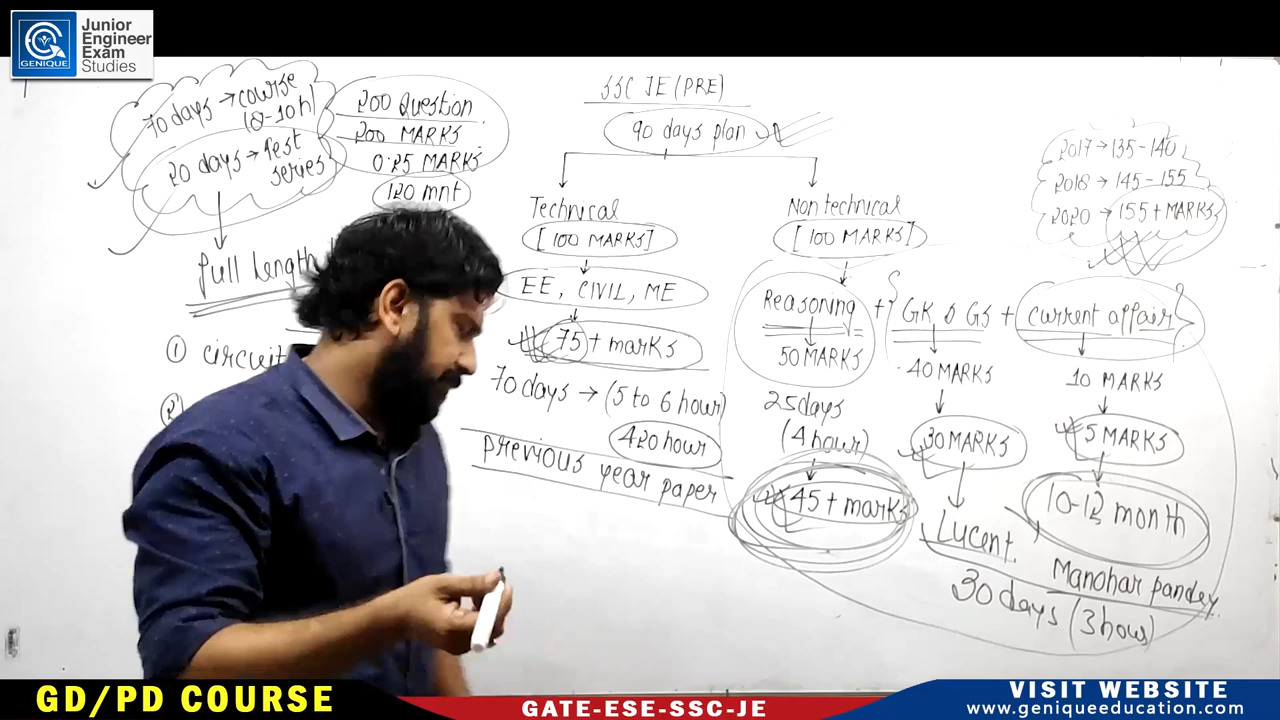 GENIQUE
Junior
Engineer
Exam
Studies
70 days → course
(8-10h)
20 days → Test
series
full Length
① circuit
②
200 Question
200 MARKS
0.25 MARKS
120 mnt
SSC JE (PRE)
90 days plan
Technical
[100 MARKS]
EE, CIVIL, ME
75 + marks
70 days → (5 to 6 hour)
420 hour
previous year paper
Non technical
[100 MARKS]
Reasoning + { GK & GS + current affair }
50 MARKS
25 days
(4 hour)
45 + marks
40 MARKS
30 MARKS
Lucent.
10 MARKS
5 MARKS
10-12 month
Manohar pandey
30 days (3 hour)
2017 → 135-140
2018 → 145-155
2020 → 155 + MARKS
GD/PD COURSE
GATE-ESE-SSC-JE
VISIT WEBSITE
www.geniqueeducation.com